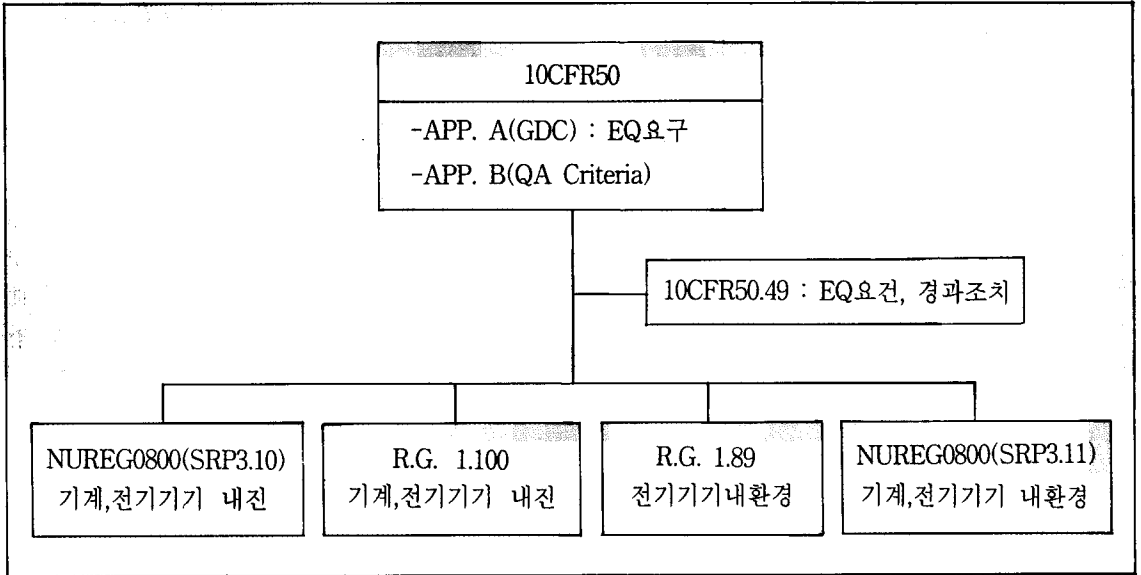 10CFR50
-APP. A(GDC) : EQ요구
-APP. B(QA Criteria)
10CFR50.49 : EQ요건, 경과조치
NUREG0800(SRP3.10)
기계,전기기기 내진
R.G. 1.100
기계,전기기기 내진
R.G. 1.89
전기기기내환경
NUREG0800(SRP3.11)
기계,전기기기 내환경